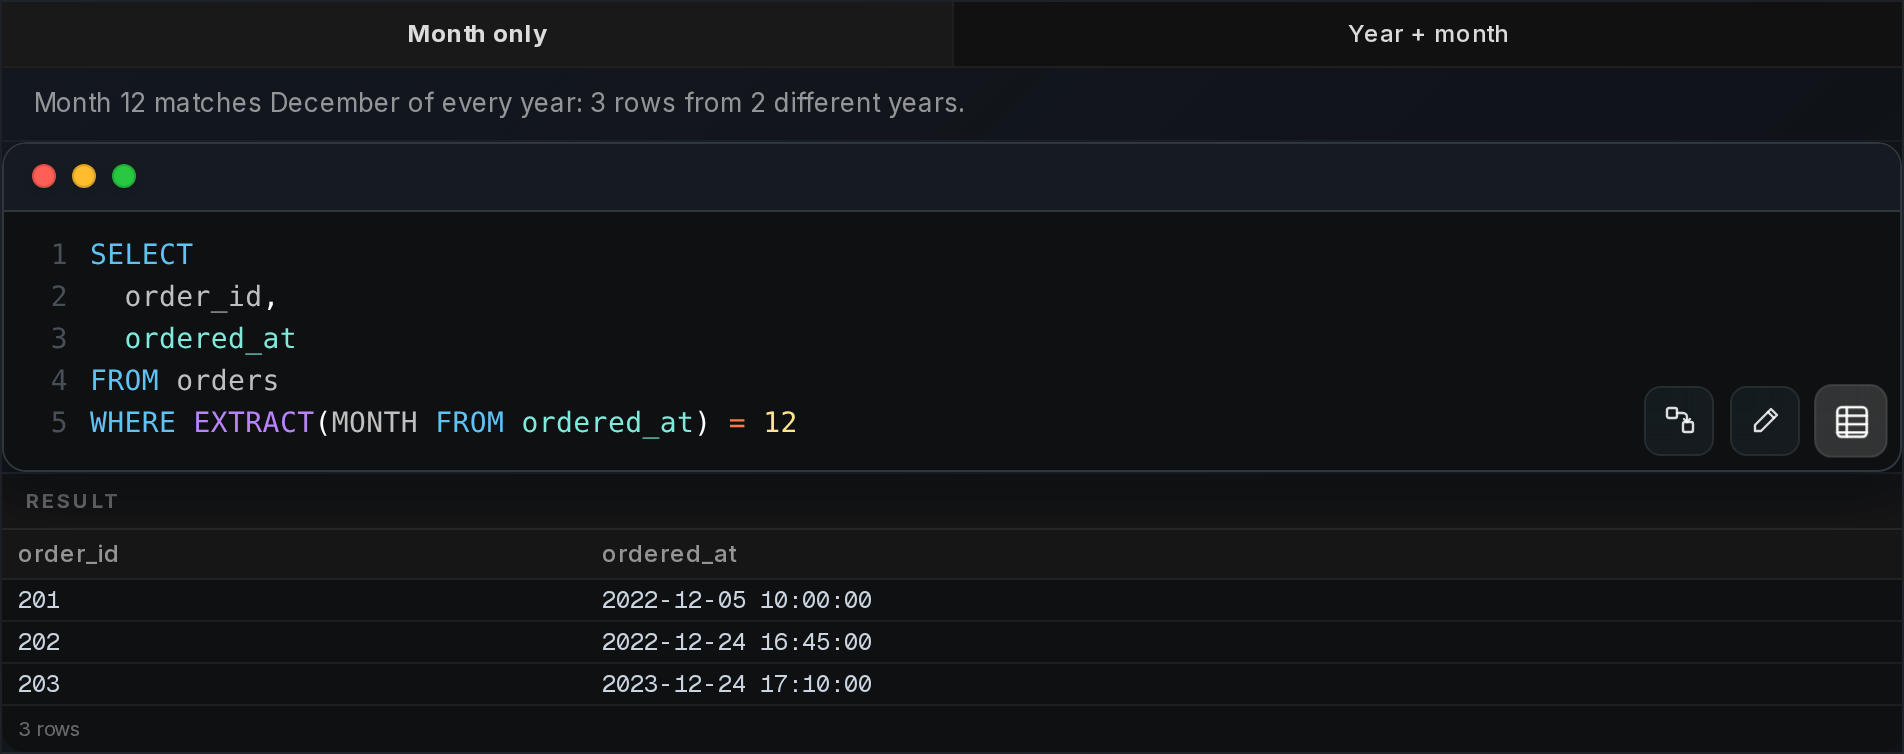 Month only
Year + month
Month 12 matches December of every year: 3 rows from 2 different years.
1 SELECT
2   order_id,
3   ordered_at
4 FROM orders
5 WHERE EXTRACT(MONTH FROM ordered_at) = 12
RESULT
order_id ordered_at
201 2022-12-05 10:00:00
202 2022-12-24 16:45:00
203 2023-12-24 17:10:00
3 rows